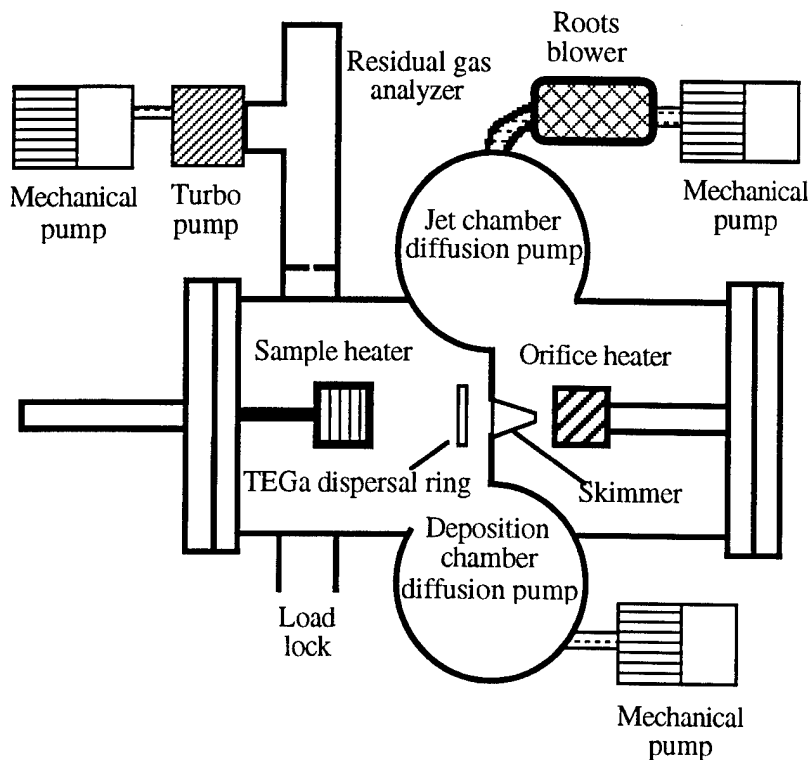 Roots
blower
Residual gas
analyzer
Mechanical
pump
Turbo
pump
Mechanical
pump
Jet chamber
diffusion pump
Sample heater
Orifice heater
TEGa dispersal ring
Skimmer
Deposition
chamber
diffusion pump
Load
lock
Mechanical
pump